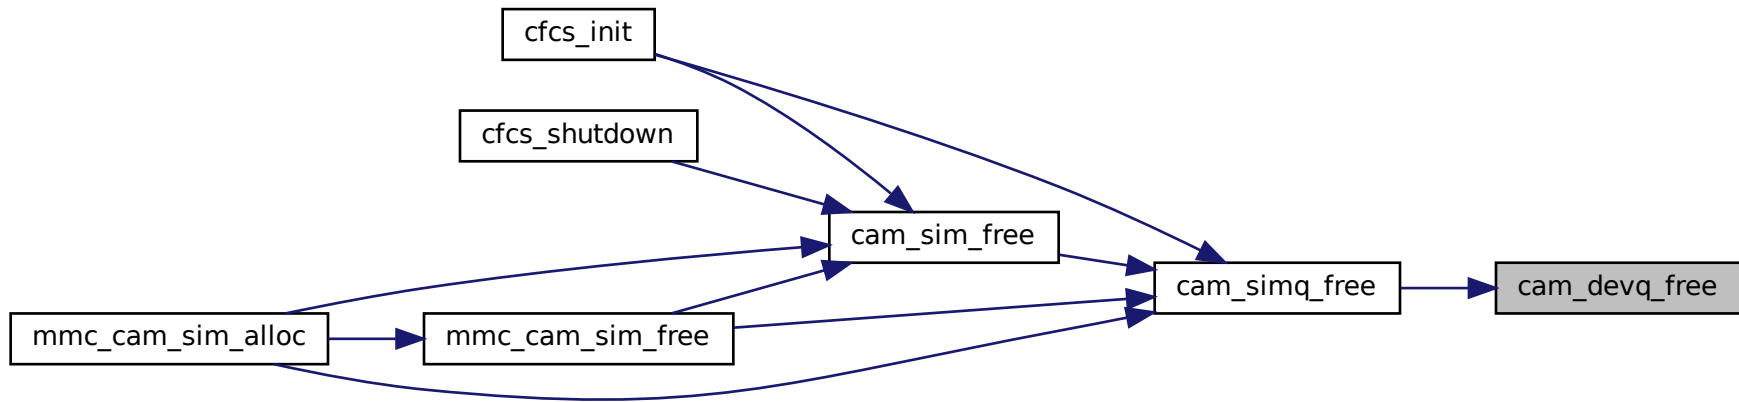 cfcs_init
cfcs_shutdown
cam_sim_free
cam_simq_free
cam_devq_free
mmc_cam_sim_alloc
mmc_cam_sim_free